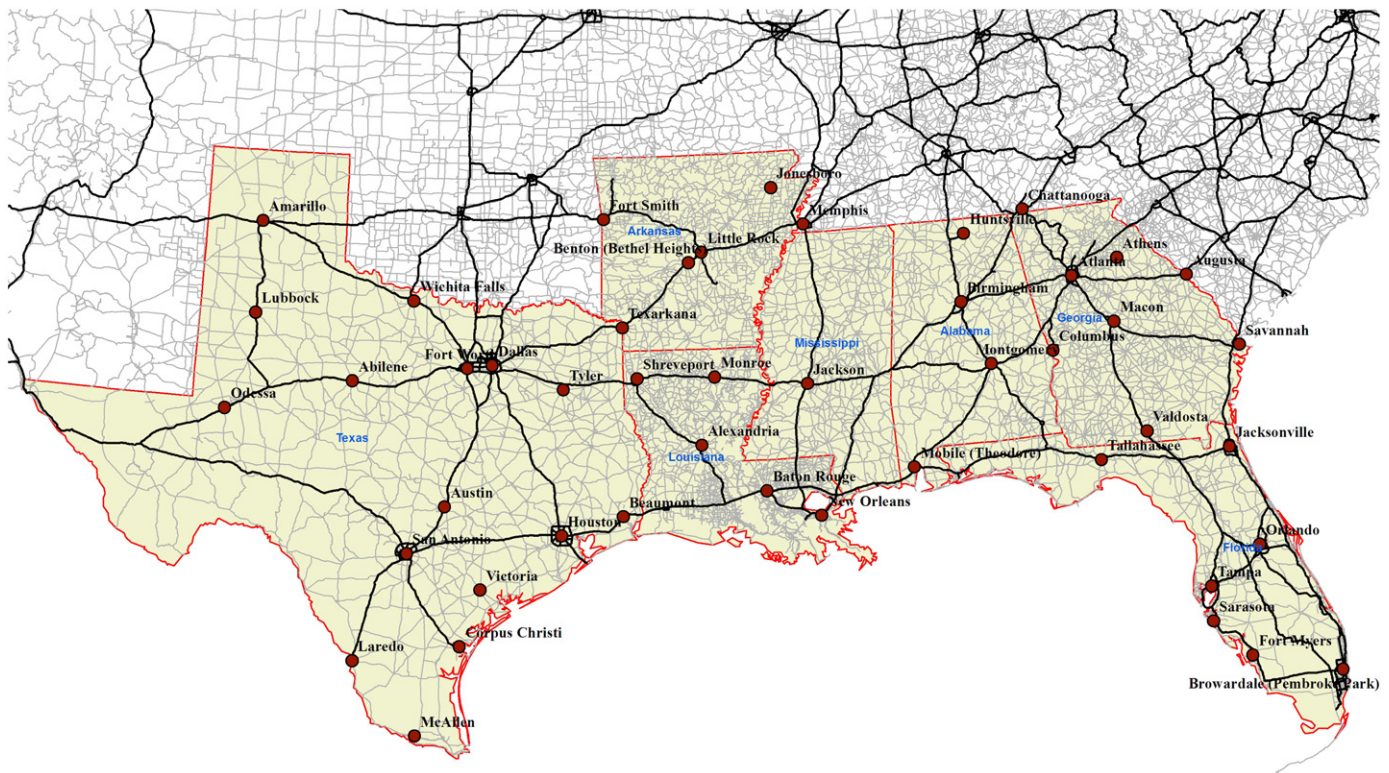 Jonesboro
Chattanooga
Amarillo
Fort Smith
Memphis
Huntsville
Arkansas
Little Rock
Benton (Bethel Height
Athens
Atlanta
Augusta
Wichita Falls
Birmingham
Lubbock
Texarkana
Macon
Georgia
Alabama
Savannah
Mississippi
Columbus
Montgomery
Fort Worth
Dallas
Shreveport
Monroe
Abilene
Tyler
Jackson
Odessa
Valdosta
Alexandria
Jacksonville
Texas
Tallahassee
Louisiana
Mobile (Theodore)
Baton Rouge
Austin
Beaumont
New Orleans
Houston
Orlando
San Antonio
Florida
Victoria
Tampa
Sarasota
Corpus Christi
Fort Myers
Laredo
Browardale (Pembroke Park)
McAllen